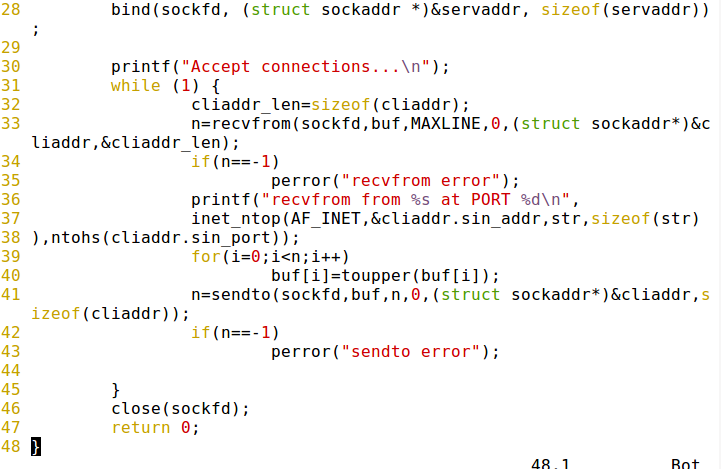 28         bind(sockfd, (struct sockaddr *)&servaddr, sizeof(servaddr))
;
29
30         printf("Accept connections...\n");
31         while (1) {
32                 cliaddr_len=sizeof(cliaddr);
33                 n=recvfrom(sockfd,buf,MAXLINE,0,(struct sockaddr*)&c
liaddr,&cliaddr_len);
34                 if(n==-1)
35                         perror("recvfrom error");
36                 printf("recvfrom from %s at PORT %d\n",
37                 inet_ntop(AF_INET,&cliaddr.sin_addr,str,sizeof(str)
38 ),ntohs(cliaddr.sin_port));
39                 for(i=0;i<n;i++)
40                         buf[i]=toupper(buf[i]);
41                 n=sendto(sockfd,buf,n,0,(struct sockaddr*)&cliaddr,s
izeof(cliaddr));
42                 if(n==-1)
43                         perror("sendto error");
44
45         }
46         close(sockfd);
47         return 0;
48 }
48,1 Bot